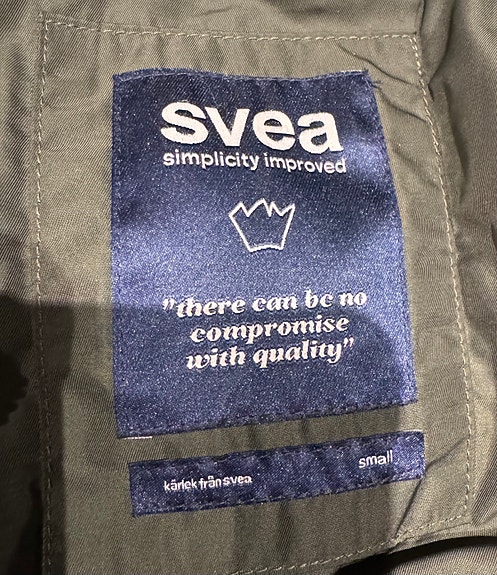 svea
simplicity improved
"there can be no
compromise
with quality"
kärlek från svea
small